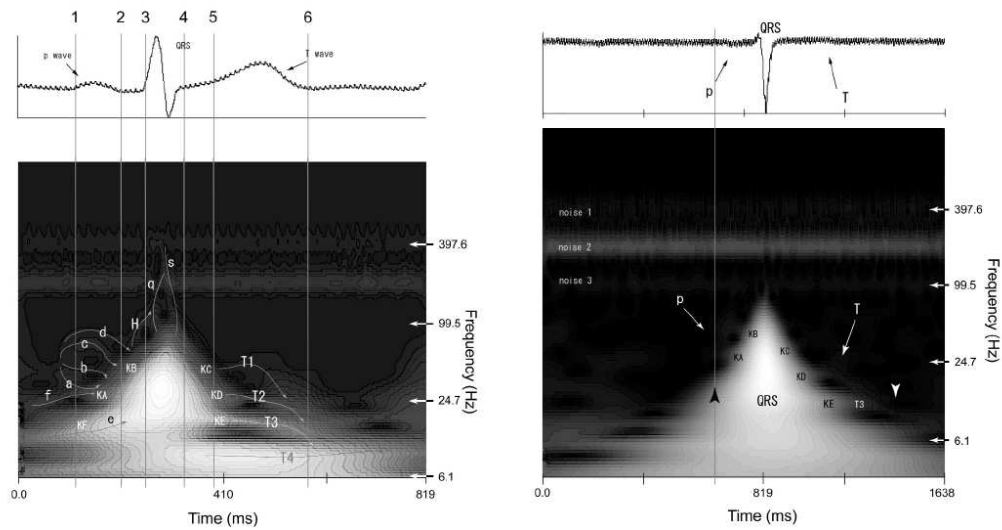 1 2 3 4 5 6
p wave
QRS
T wave
s
q
H
d
c
b
a
f
KB
KA
KF
e
KC
T1
KD
T2
KE
T3
T4
397.6
99.5
24.7
6.1
Frequency (Hz)
0.0 410 819
Time (ms)
QRS
p
T
noise 1
noise 2
noise 3
p
T
KB
KA
KC
KD
QRS
KE
T3
397.6
99.5
24.7
6.1
Frequency (Hz)
0.0 819 1638
Time (ms)